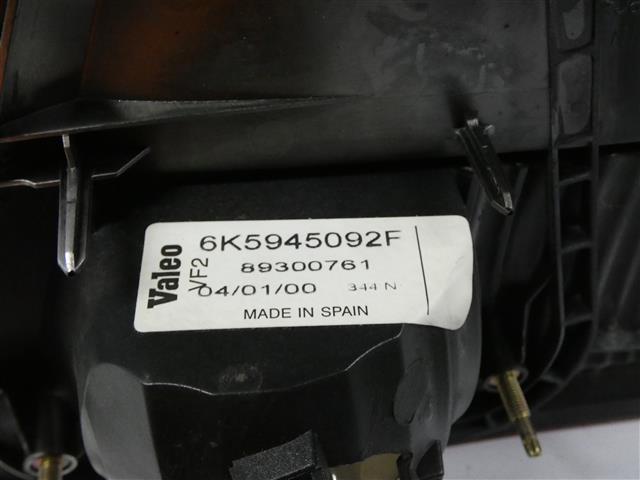 Valeo
VF2
6K5945092F
89300761
04/01/00 344 N
MADE IN SPAIN